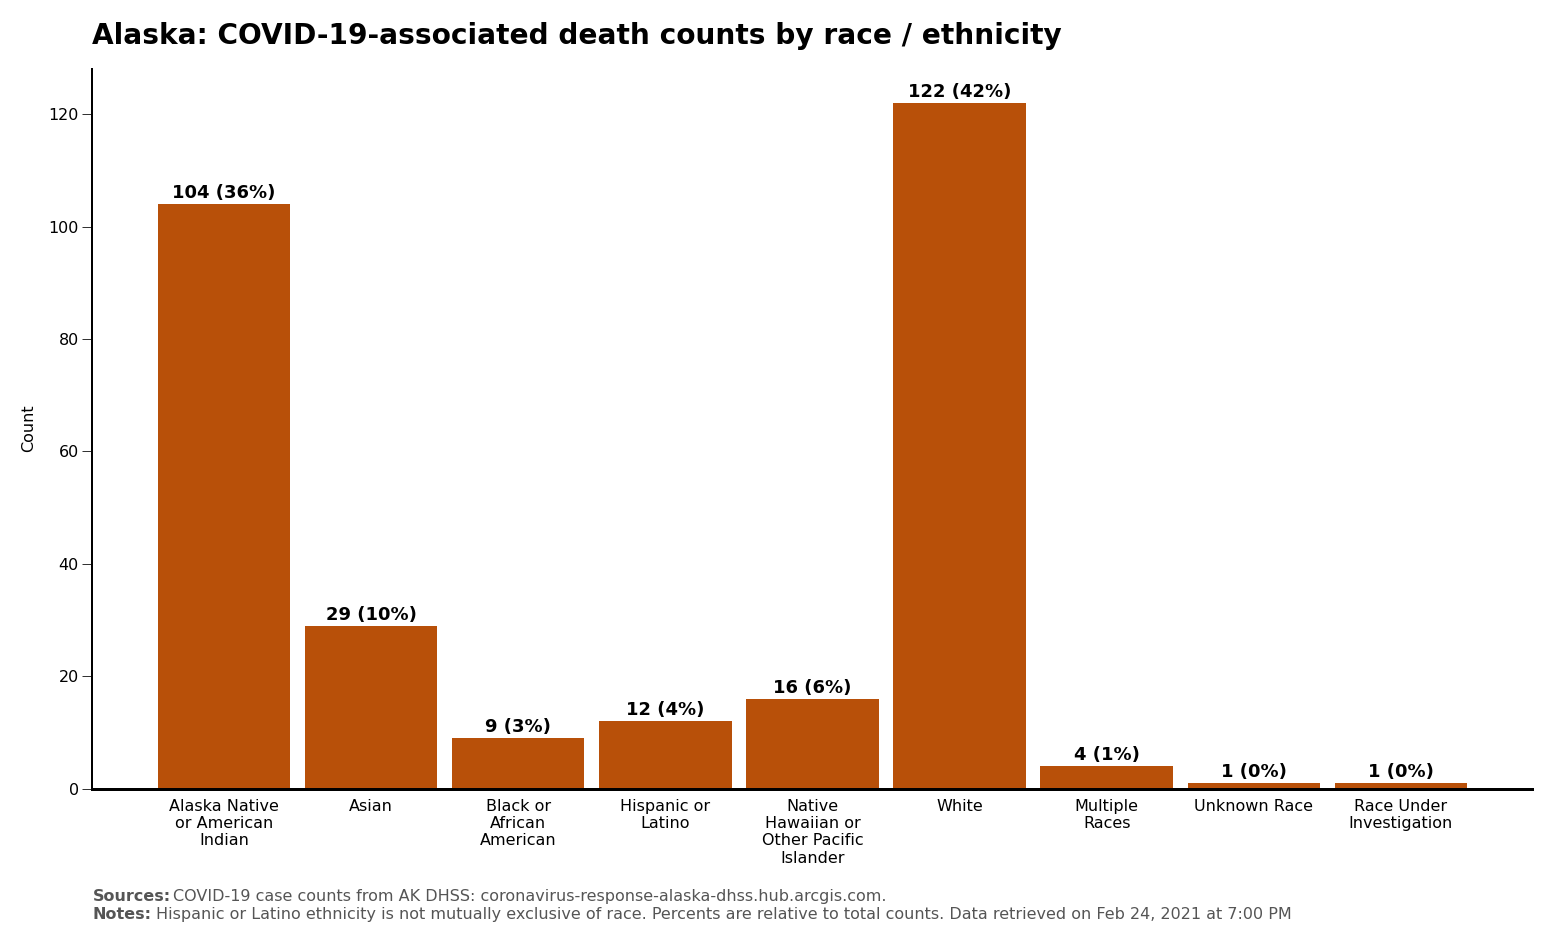 Alaska: COVID-19-associated death counts by race / ethnicity
122 (42%)
120
104 (36%)
100
80
60
Count
40
29 (10%)
20
16 (6%)
12 (4%)
9 (3%)
4 (1%)
1 (0%)
1 (0%)
0
Alaska Native
or American
Indian
Asian
Black or
African
American
Hispanic or
Latino
Native
Hawaiian or
Other Pacific
Islander
White
Multiple
Races
Unknown Race
Race Under
Investigation
Sources: COVID-19 case counts from AK DHSS: coronavirus-response-alaska-dhss.hub.arcgis.com.
Notes: Hispanic or Latino ethnicity is not mutually exclusive of race. Percents are relative to total counts. Data retrieved on Feb 24, 2021 at 7:00 PM